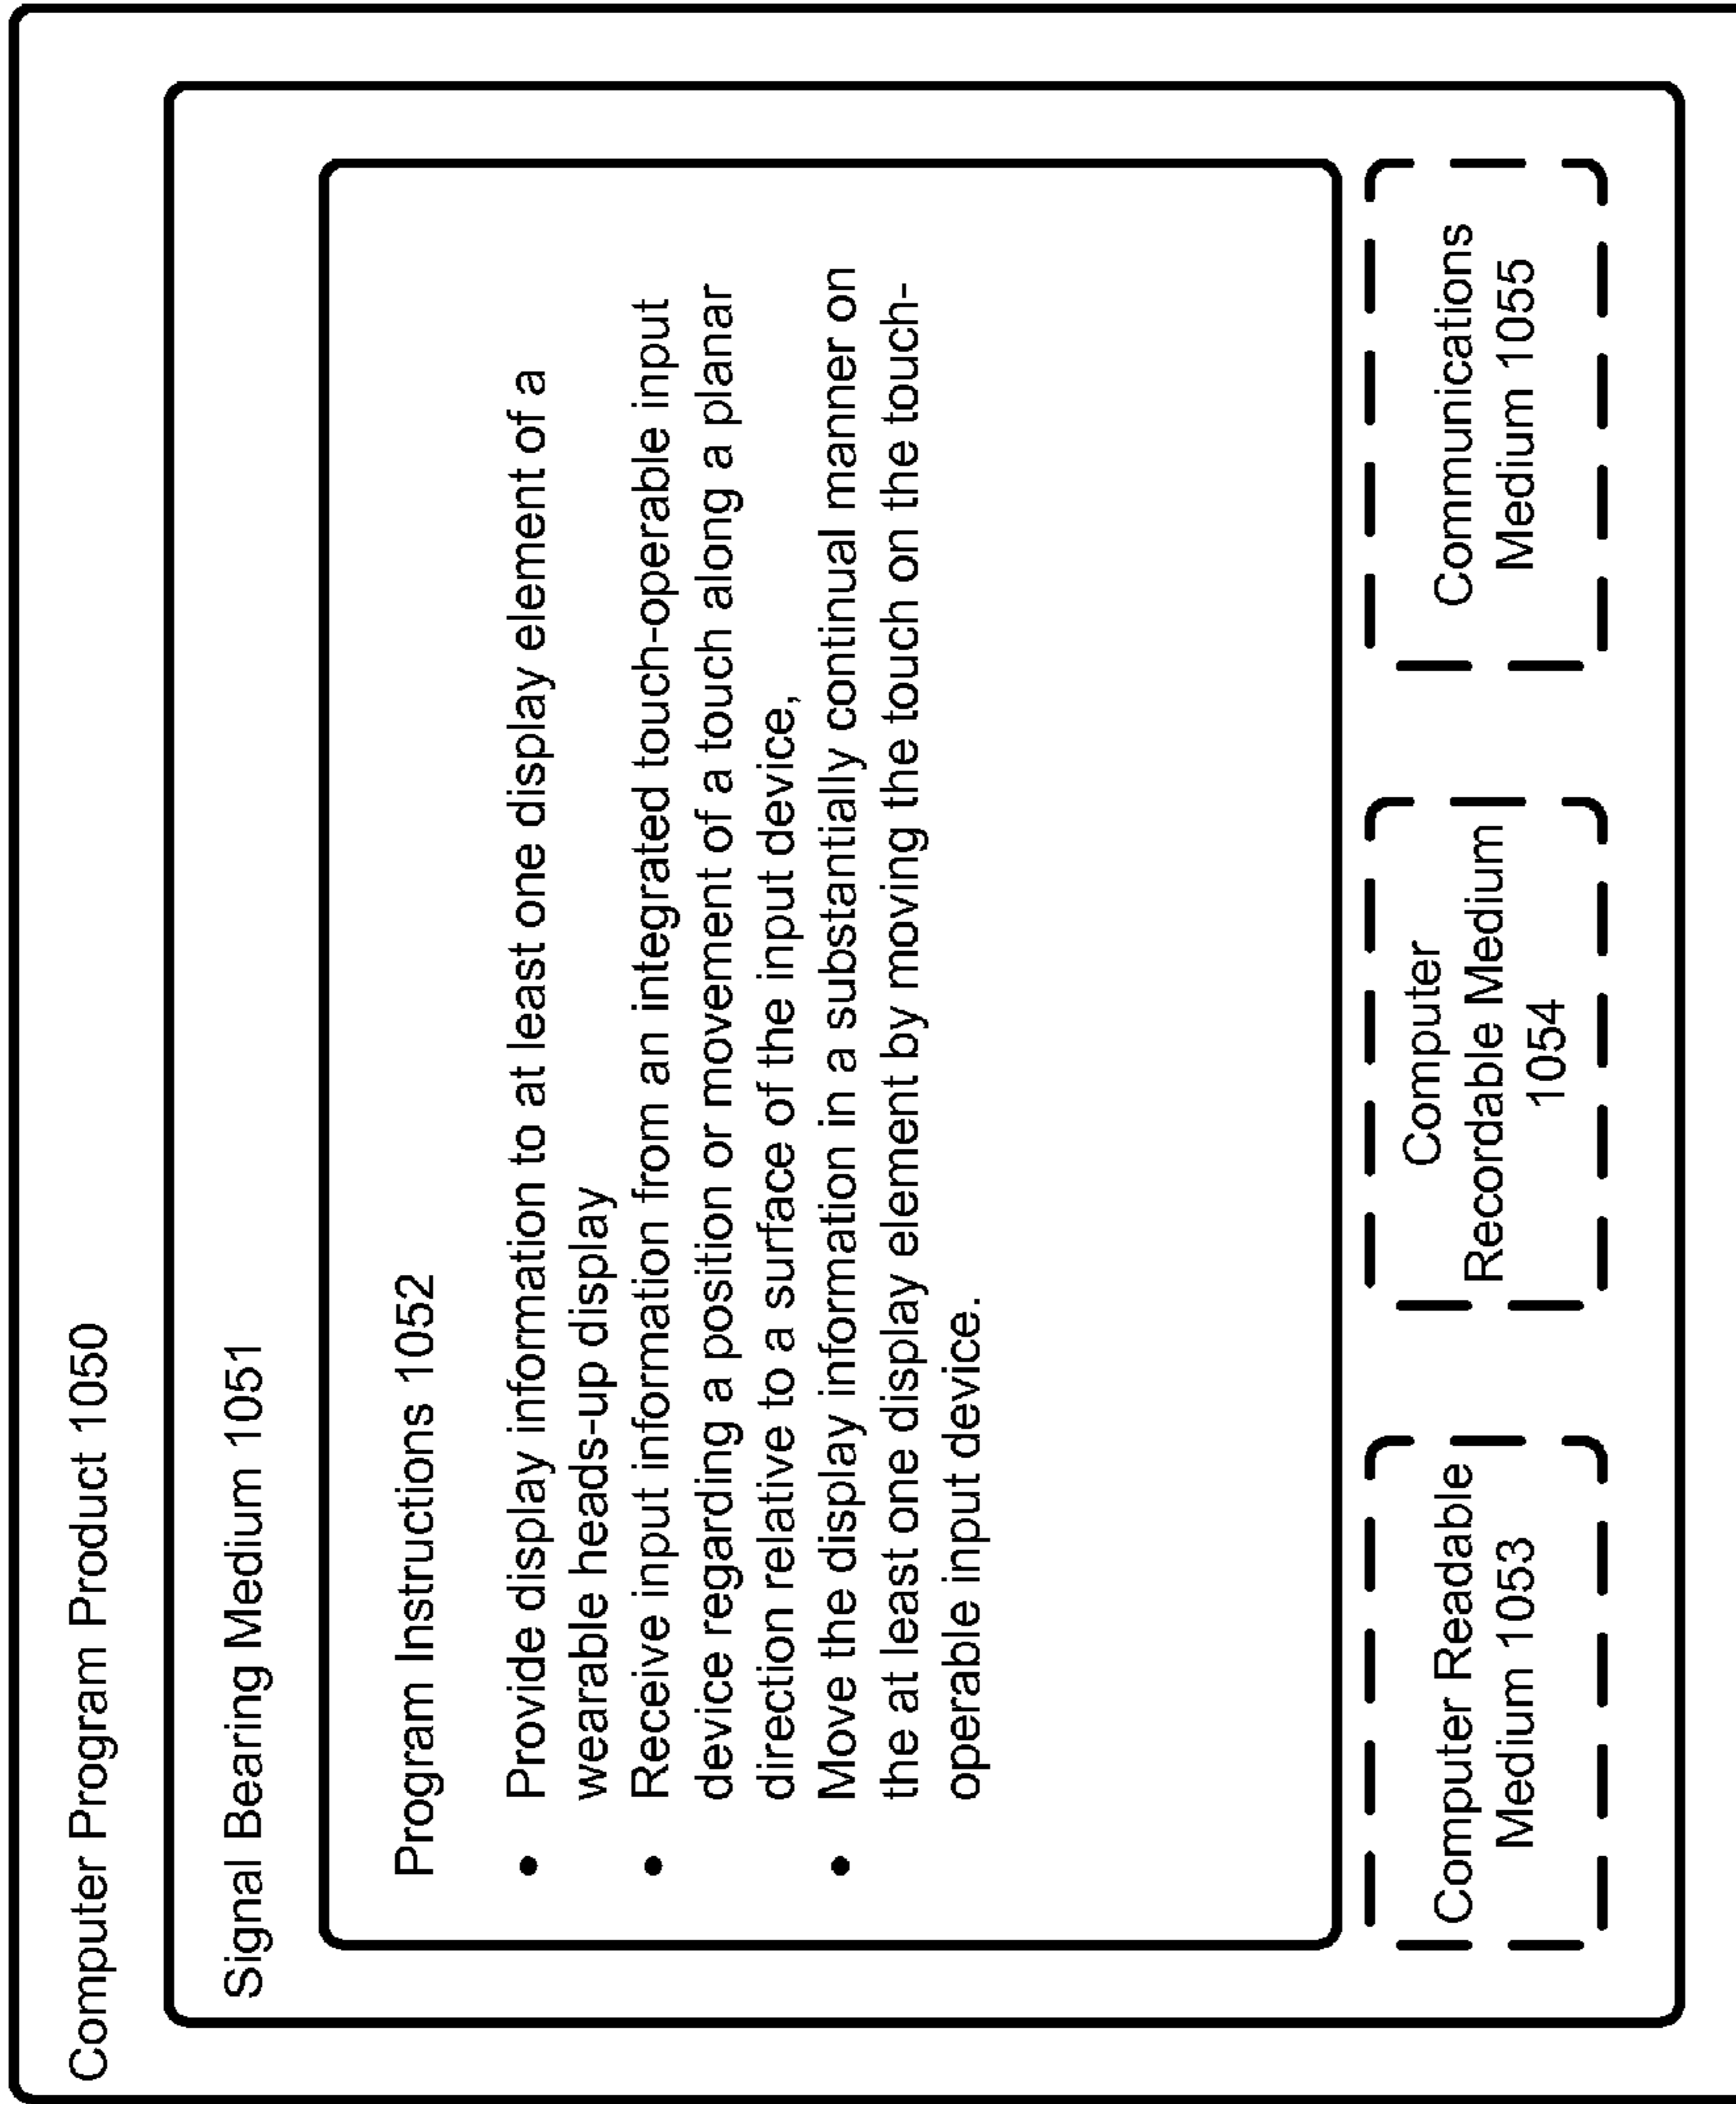 Computer Program Product 1050
Signal Bearing Medium 1051
Program Instructions 1052
• Provide display information to at least one display element of a
wearable heads-up display
• Receive input information from an integrated touch-operable input
device regarding a position or movement of a touch along a planar
direction relative to a surface of the input device,
• Move the display information in a substantially continual manner on
the at least one display element by moving the touch on the touch-
operable input device.
Computer Readable
Medium 1053
Computer
Recordable Medium
1054
Communications
Medium 1055